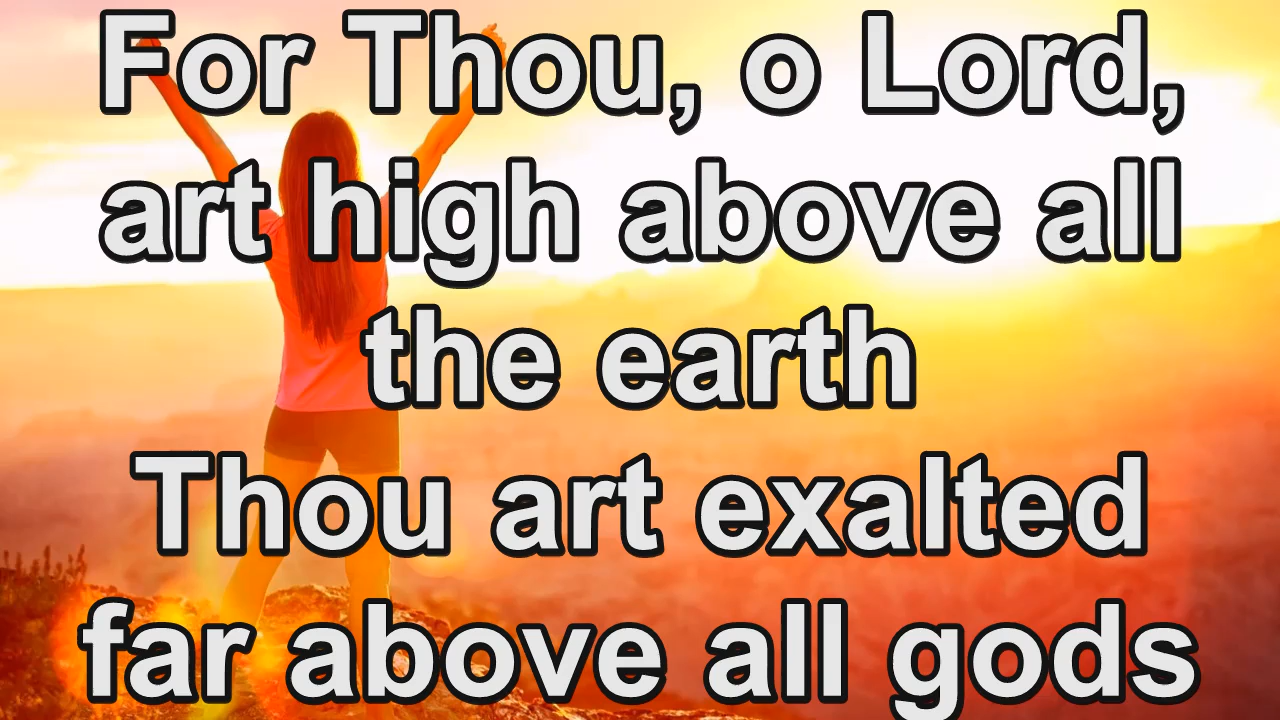 For Thou, o Lord,
art high above all
the earth
Thou art exalted
far above all gods